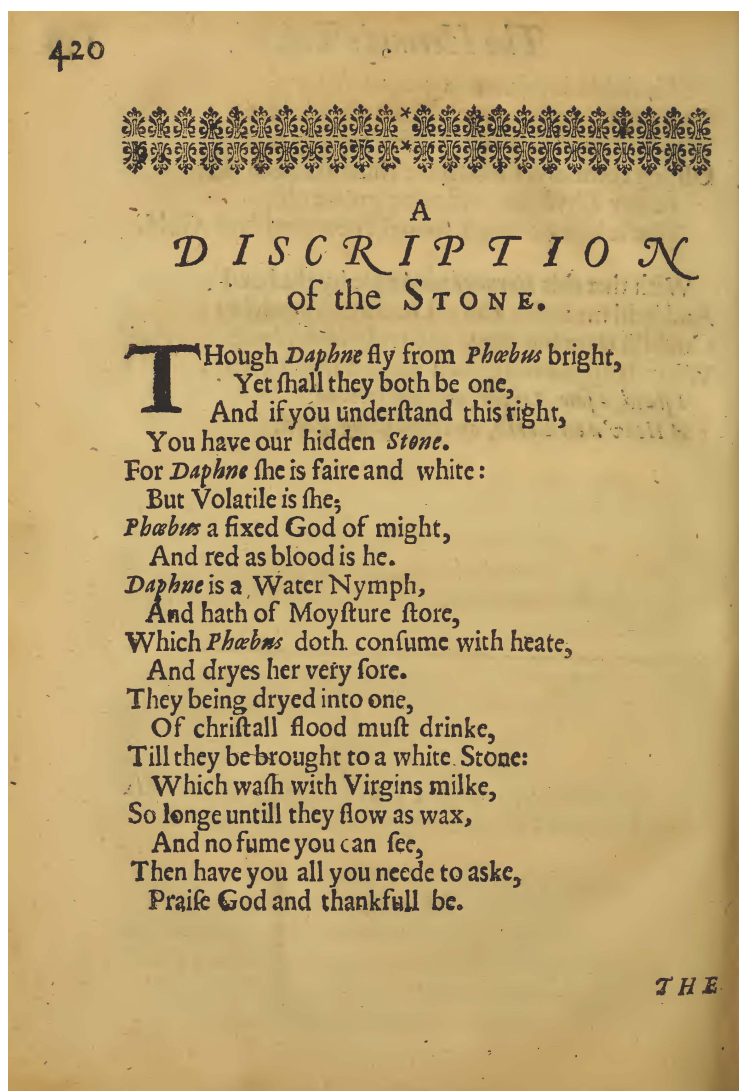 420
A
DISCRIPTION
of the STONE.
THough Daphne fly from Phœbus bright,
Yet ſhall they both be one,
And if you underſtand this right,
You have our hidden Stone.
For Daphne ſhe is faire and white:
But Volatile is ſhe;
Phœbus a fixed God of might,
And red as blood is he.
Daphne is a Water Nymph,
And hath of Moyſture ſtore,
Which Phœbus doth conſume with heate,
And dryes her very ſore.
They being dryed into one,
Of chriſtall flood muſt drinke,
Till they be brought to a white Stone:
Which waſh with Virgins milke,
So longe untill they flow as wax,
And no fume you can ſee,
Then have you all you neede to aske,
Praiſe God and thankfull be.
THE